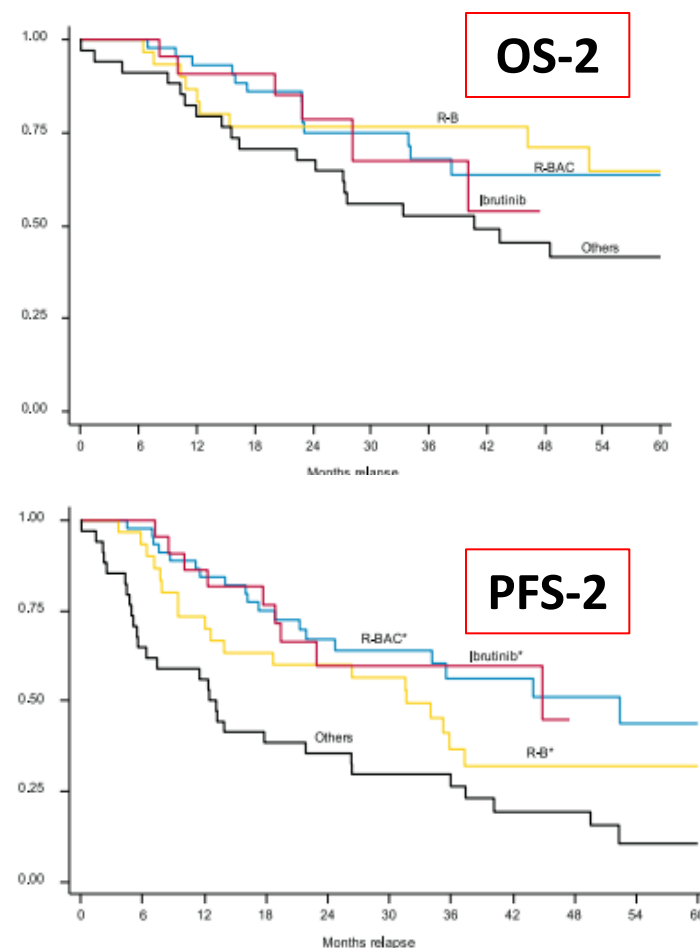 OS-2
1.00
0.75
0.50
0.25
0.00
R-B
R-BAC
Ibrutinib
Others
0 6 12 18 24 30 36 42 48 54 60
Months relapse
PFS-2
1.00
0.75
0.50
0.25
0.00
R-BAC*
Ibrutinib*
Others
R-B*
0 6 12 18 24 30 36 42 48 54 60
Months relapse